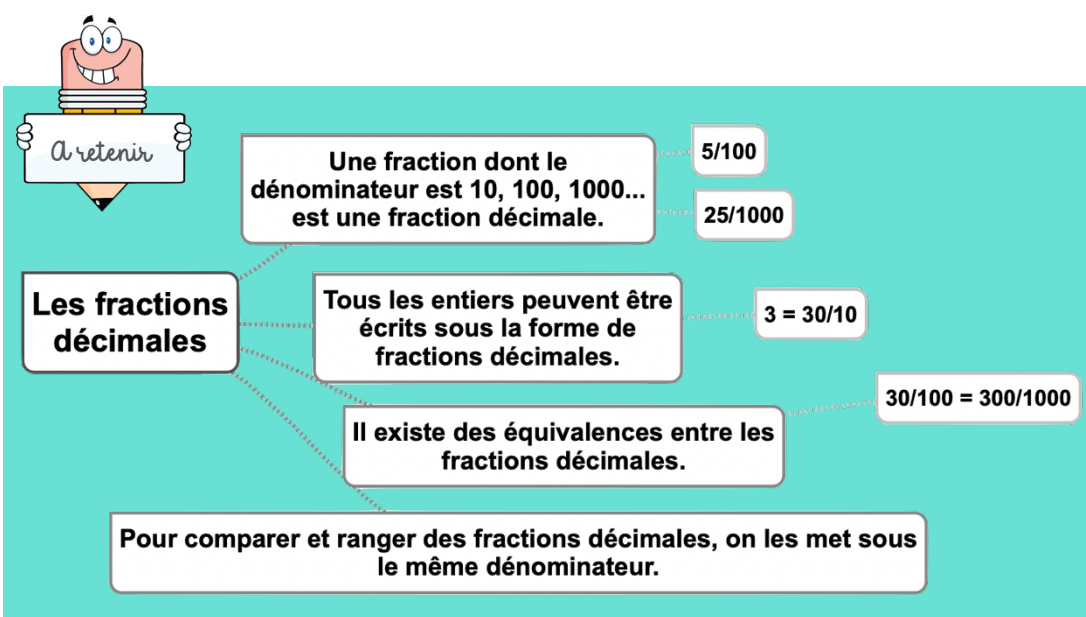 A retenir
Une fraction dont le
dénominateur est 10, 100, 1000...
est une fraction décimale.
5/100
25/1000
Les fractions
décimales
Tous les entiers peuvent être
écrits sous la forme de
fractions décimales.
3 = 30/10
Il existe des équivalences entre les
fractions décimales.
30/100 = 300/1000
Pour comparer et ranger des fractions décimales, on les met sous
le même dénominateur.